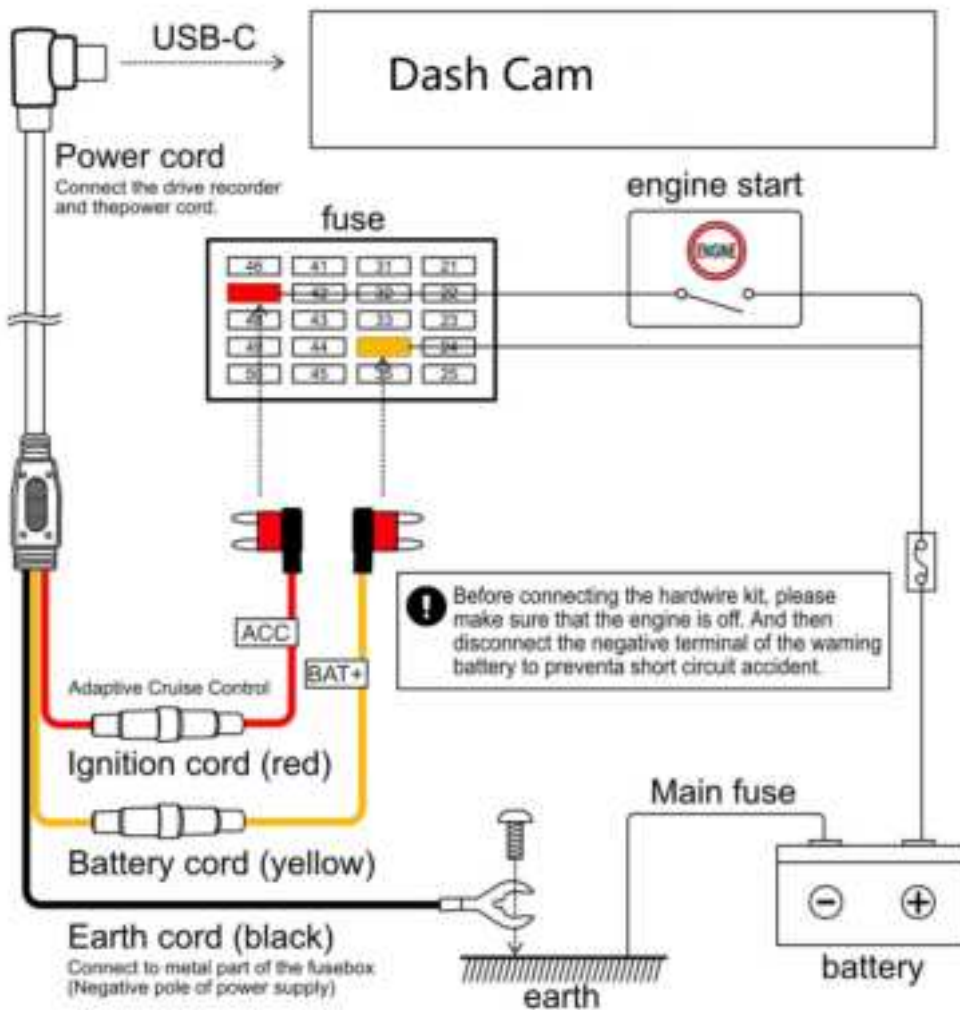 USB-C
Dash Cam
Power cord
Connect the drive recorder
and thepower cord.
engine start
ENGINE
fuse
46 41 31 21
42 32 22
48 43 33 23
49 44 24
50 45 35 25
ACC
BAT+
Before connecting the hardwire kit, please
make sure that the engine is off. And then
disconnect the negative terminal of the waming
battery to preventa short circuit accident.
Adaptive Cruise Control
Ignition cord (red)
Battery cord (yellow)
Main fuse
Earth cord (black)
Connect to metal part of the fusebox
(Negative pole of power supply)
earth
battery